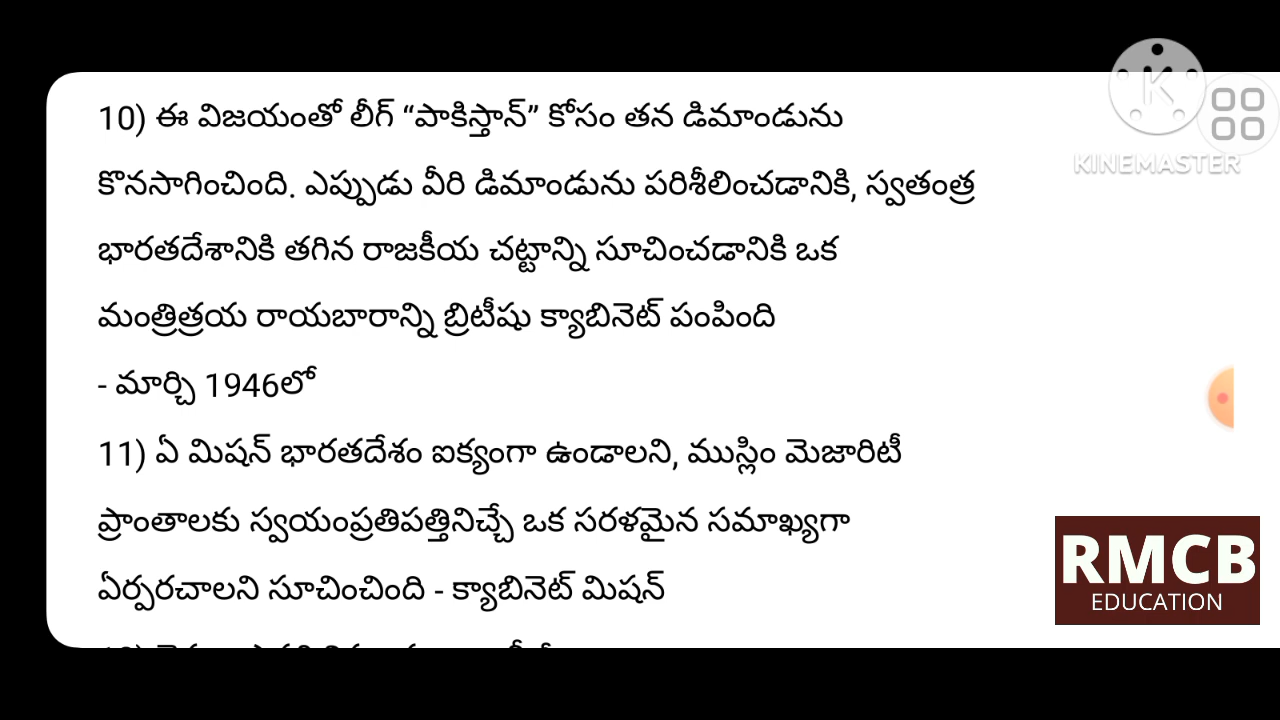 10) ఈ విజయంతో లీగ్ “పాకిస్తాన్” కోసం తన డిమాండును
కొనసాగించింది. ఎప్పుడు వీరి డిమాండును పరిశీలించడానికి, స్వతంత్ర
భారతదేశానికి తగిన రాజకీయ చట్టాన్ని సూచించడానికి ఒక
మంత్రిత్రయ రాయబారాన్ని బ్రిటీషు క్యాబినెట్ పంపింది
- మార్చి 1946లో
11) ఏ మిషన్ భారతదేశం ఐక్యంగా ఉండాలని, ముస్లిం మెజారిటీ
ప్రాంతాలకు స్వయంప్రతిపత్తినిచ్చే ఒక సరళమైన సమాఖ్యగా
ఏర్పరచాలని సూచించింది - క్యాబినెట్ మిషన్
K
KINEMASTER
RMCB
EDUCATION